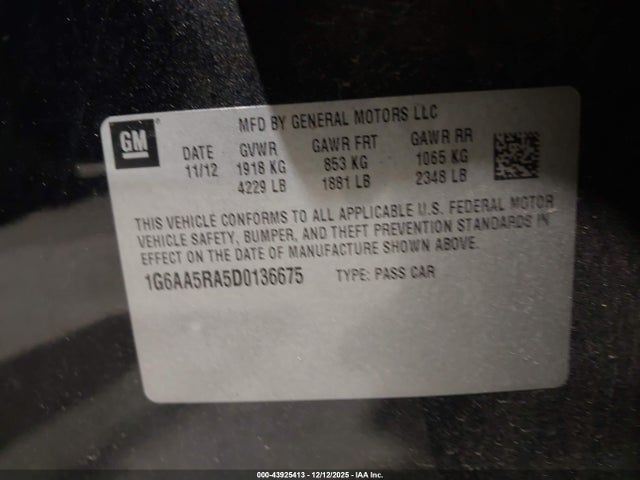 GM
MFD BY GENERAL MOTORS LLC
DATE GVWR GAWR FRT GAWR RR
11/12 1918 KG 853 KG 1065 KG
4229 LB 1881 LB 2348 LB
THIS VEHICLE CONFORMS TO ALL APPLICABLE U.S. FEDERAL MOTOR
VEHICLE SAFETY, BUMPER, AND THEFT PREVENTION STANDARDS IN
EFFECT ON THE DATE OF MANUFACTURE SHOWN ABOVE.
1G6AA5RA5D0136675 TYPE: PASS CAR
000-43925413 - 12/12/2025 - IAA Inc.